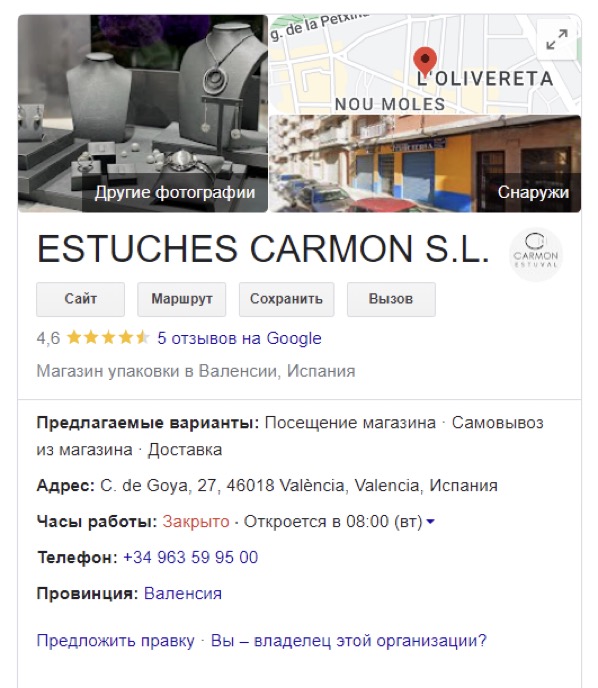 g. de la Petxina
L'OLIVERETA
NOU MOLES
Другие фотографии
Снаружи
ESTUCHES CARMON S.L.
CARMON
ESTUVAL
Сайт
Маршрут
Сохранить
Вызов
4,6 5 отзывов на Google
Магазин упаковки в Валенсии, Испания
Предлагаемые варианты: Посещение магазина · Самовывоз
из магазина · Доставка
Адрес: C. de Goya, 27, 46018 València, Valencia, Испания
Часы работы: Закрыто · Откроется в 08:00 (вт)
Телефон: +34 963 59 95 00
Провинция: Валенсия
Предложить правку · Вы – владелец этой организации?